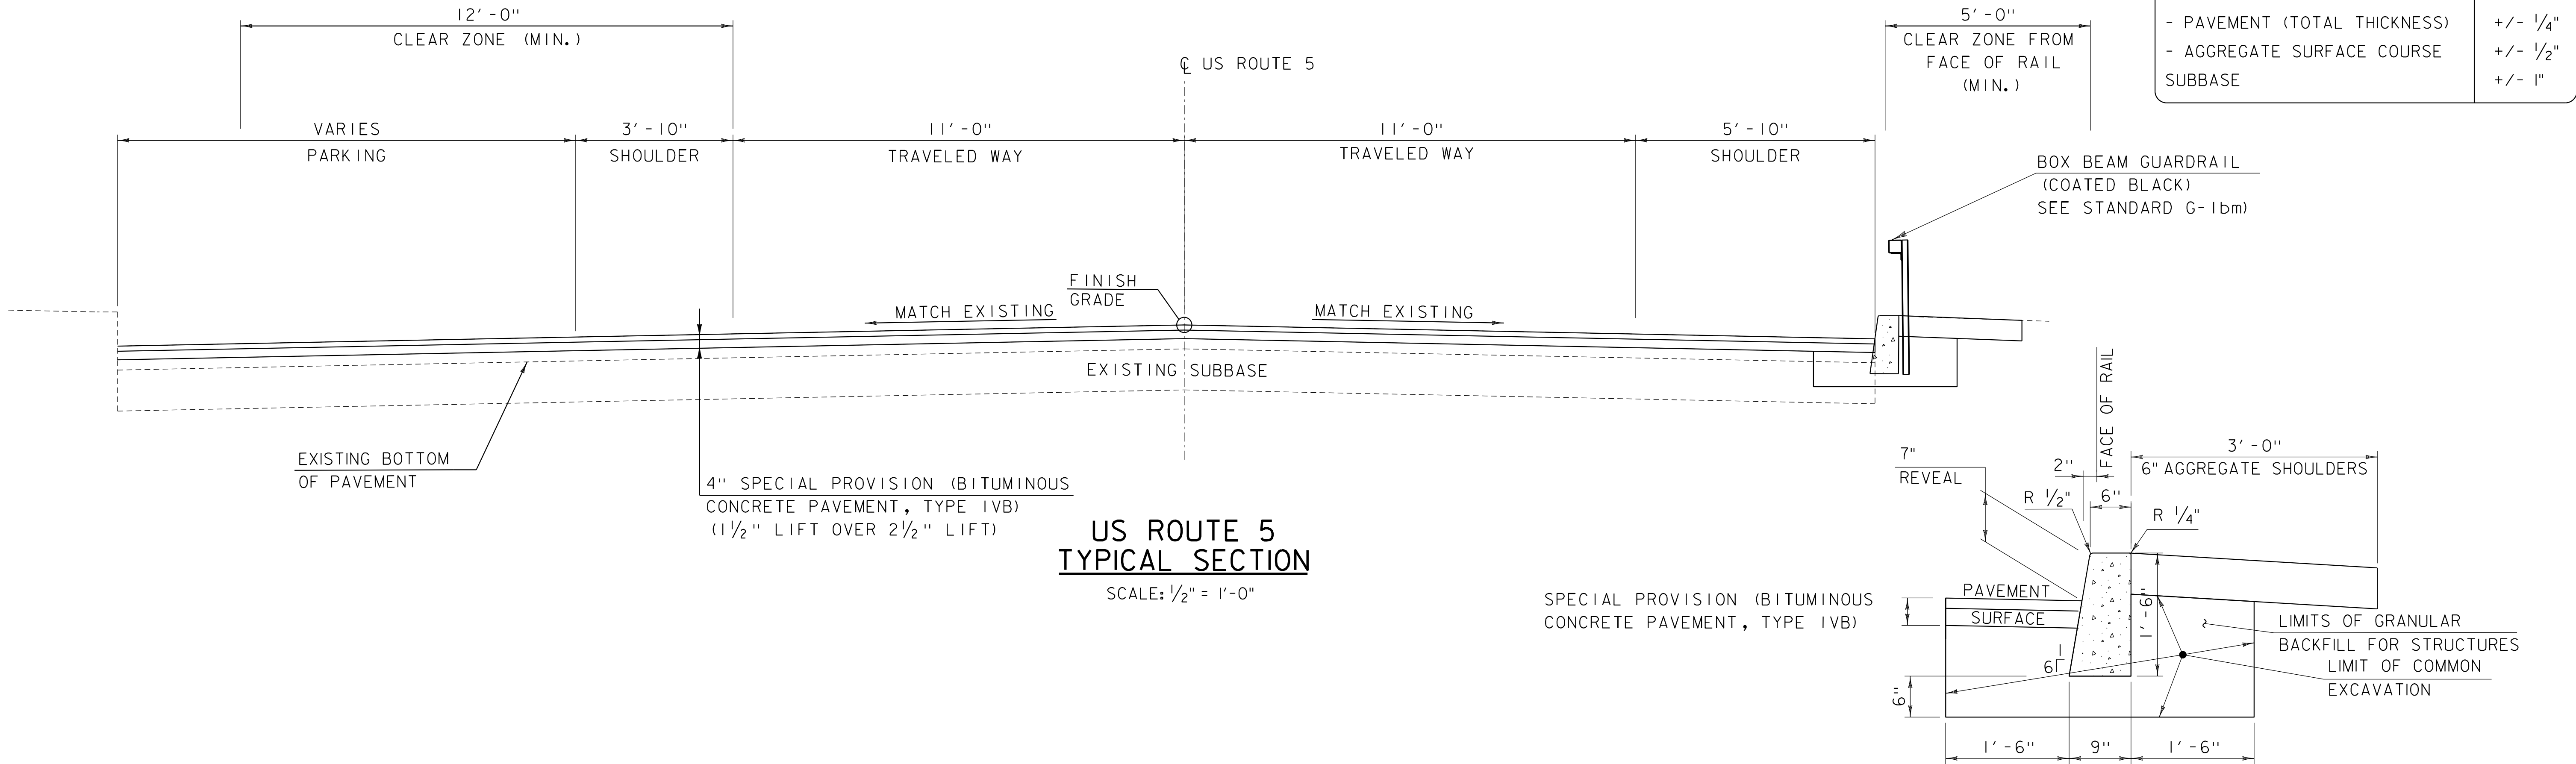 12'-0"
CLEAR ZONE (MIN.)
℄ US ROUTE 5
5'-0"
CLEAR ZONE FROM
FACE OF RAIL
(MIN.)
- PAVEMENT (TOTAL THICKNESS) +/- 1/4"
- AGGREGATE SURFACE COURSE +/- 1/2"
SUBBASE +/- 1"
VARIES
PARKING
3'-10"
SHOULDER
11'-0"
TRAVELED WAY
11'-0"
TRAVELED WAY
5'-10"
SHOULDER
BOX BEAM GUARDRAIL
(COATED BLACK)
SEE STANDARD G-1bm)
FINISH
GRADE
MATCH EXISTING
MATCH EXISTING
EXISTING SUBBASE
EXISTING BOTTOM
OF PAVEMENT
4" SPECIAL PROVISION (BITUMINOUS
CONCRETE PAVEMENT, TYPE IVB)
(1 1/2" LIFT OVER 2 1/2" LIFT)
US ROUTE 5
TYPICAL SECTION
SCALE: 1/2" = 1'-0"
FACE OF RAIL
7"
REVEAL
2"
3'-0"
6" AGGREGATE SHOULDERS
R 1/2"
6"
R 1/4"
SPECIAL PROVISION (BITUMINOUS
CONCRETE PAVEMENT, TYPE IVB)
PAVEMENT
SURFACE
1'-6"
1
6
6"
LIMITS OF GRANULAR
BACKFILL FOR STRUCTURES
LIMIT OF COMMON
EXCAVATION
1'-6"
9"
1'-6"